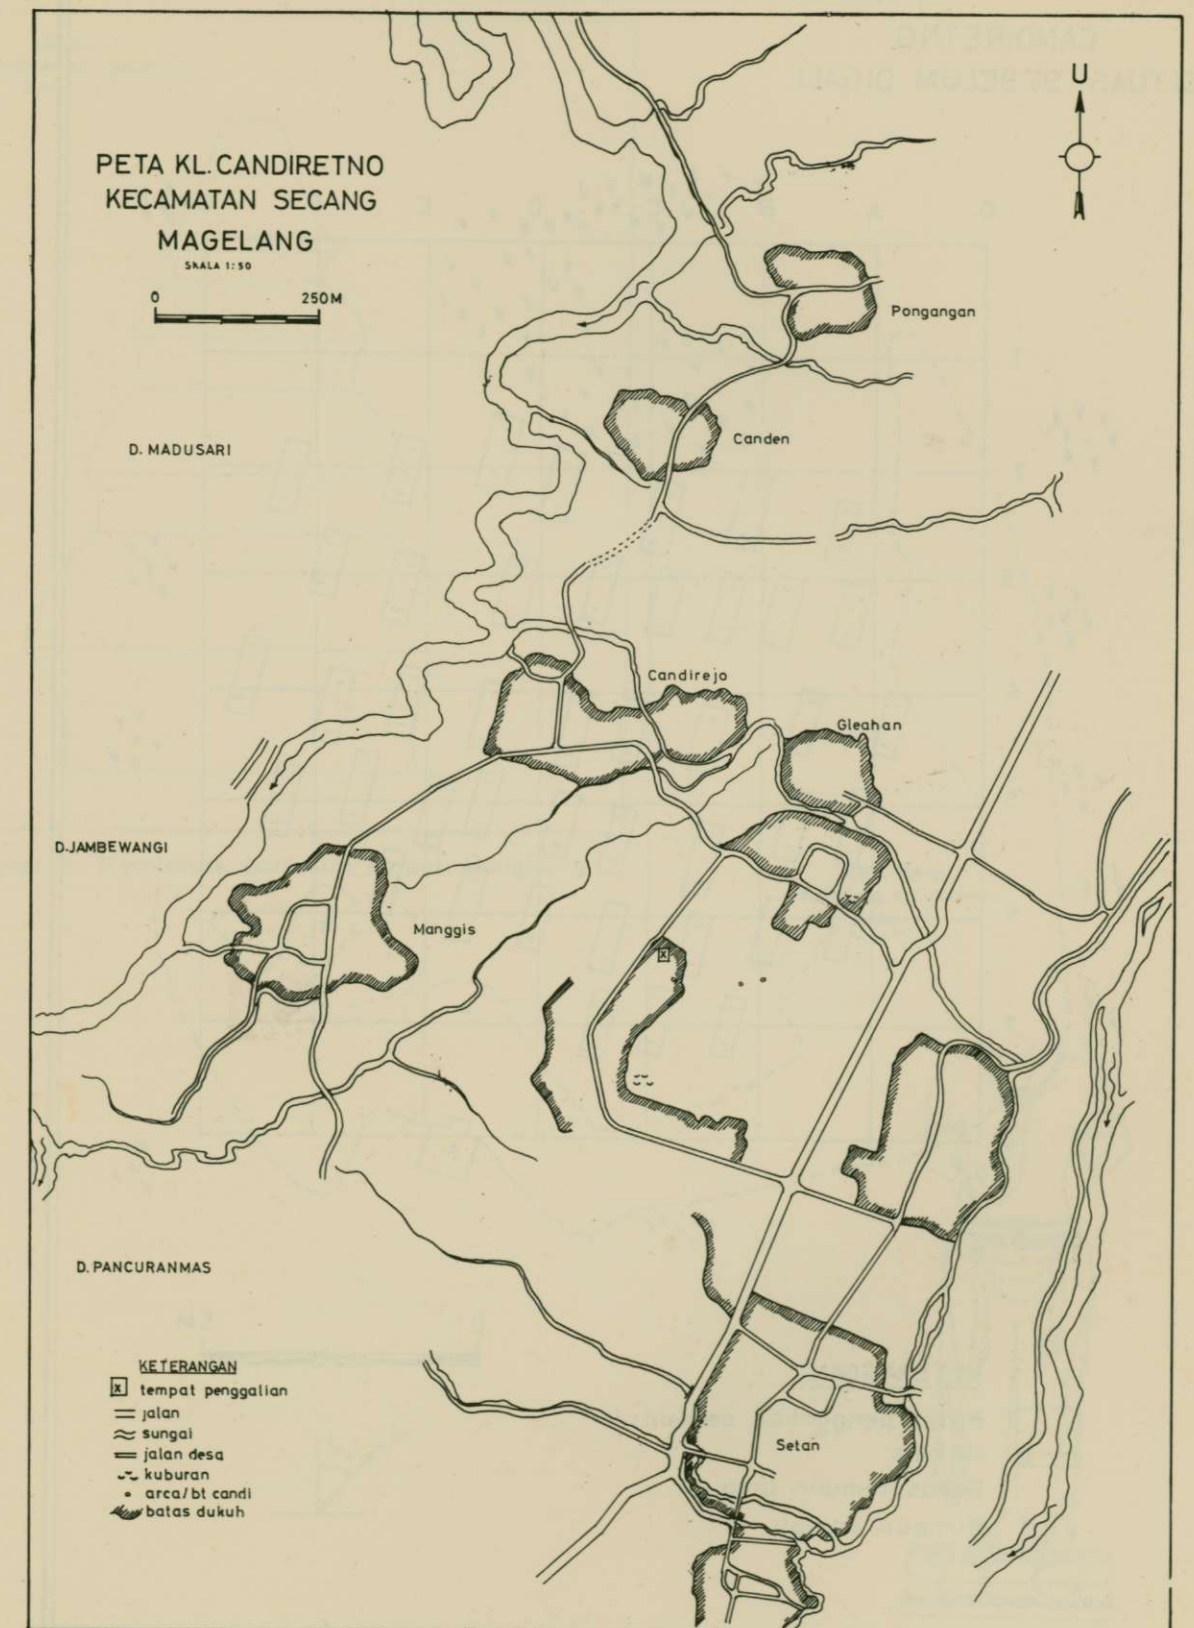 PETA KL. CANDIRETNO
KECAMATAN SECANG
MAGELANG
SKALA 1:50
0 250M
U
Pongangan
Canden
D. MADUSARI
Candirejo
Gleahan
D.JAMBEWANGI
Manggis
x
D. PANCURANMAS
Setan
KETERANGAN
x tempat penggalian
jalan
sungai
jalan desa
kuburan
arca/bt candi
batas dukuh